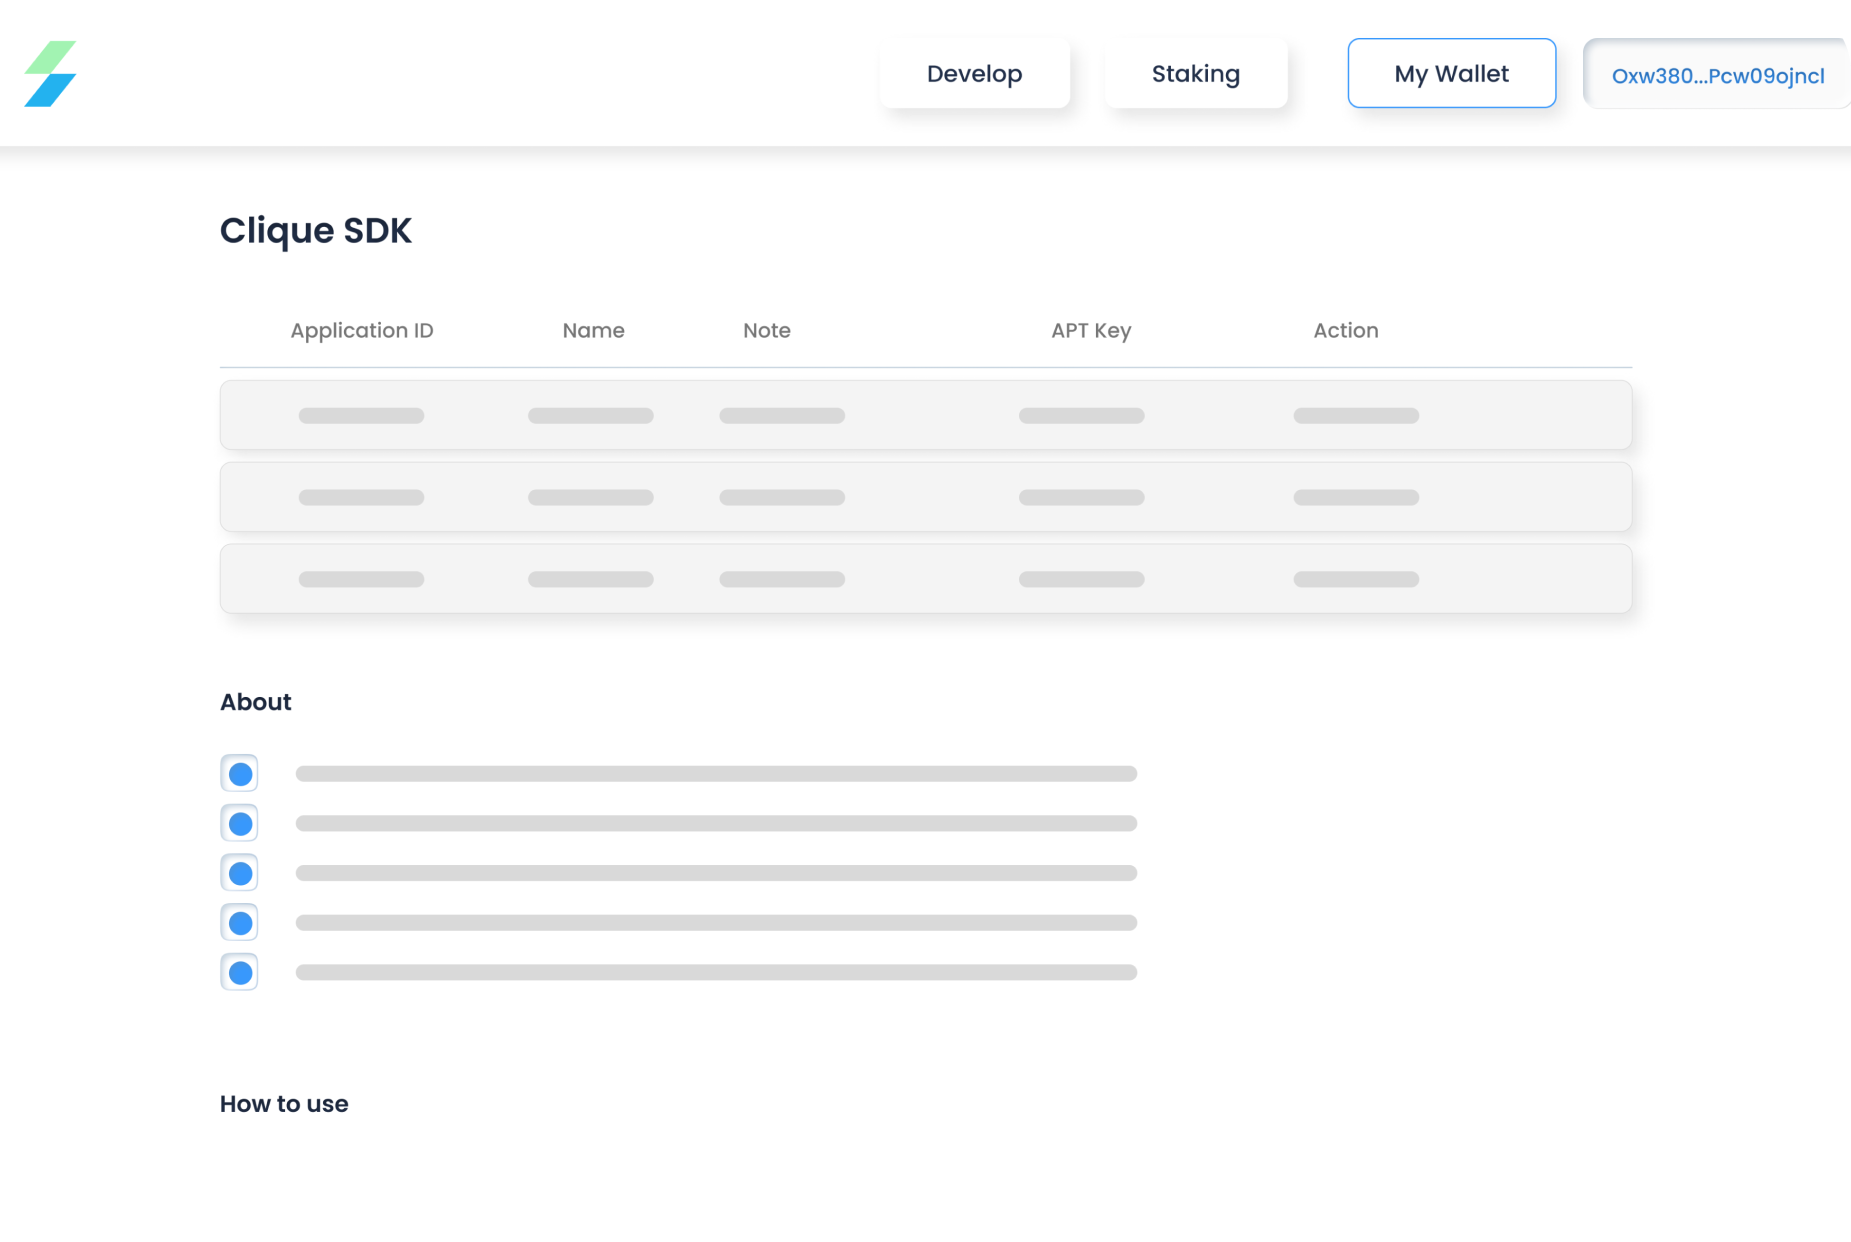 Develop
Staking
My Wallet
Oxw380...Pcw09ojncl
Clique SDK
Application ID
Name
Note
APT Key
Action
About
How to use